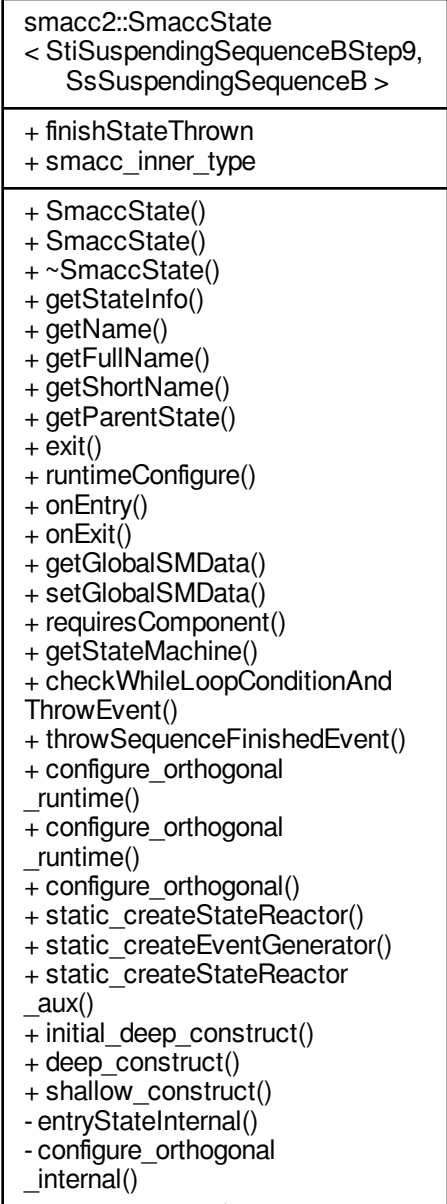 smacc2::SmaccState
< StiSuspendingSequenceBStep9,
SsSuspendingSequenceB >
+ finishStateThrown
+ smacc_inner_type
+ SmaccState()
+ SmaccState()
+ ~SmaccState()
+ getStateInfo()
+ getName()
+ getFullName()
+ getShortName()
+ getParentState()
+ exit()
+ runtimeConfigure()
+ onEntry()
+ onExit()
+ getGlobalSMData()
+ setGlobalSMData()
+ requiresComponent()
+ getStateMachine()
+ checkWhileLoopConditionAnd
ThrowEvent()
+ throwSequenceFinishedEvent()
+ configure_orthogonal
_runtime()
+ configure_orthogonal
_runtime()
+ configure_orthogonal()
+ static_createStateReactor()
+ static_createEventGenerator()
+ static_createStateReactor
_aux()
+ initial_deep_construct()
+ deep_construct()
+ shallow_construct()
- entryStateInternal()
- configure_orthogonal
_internal()